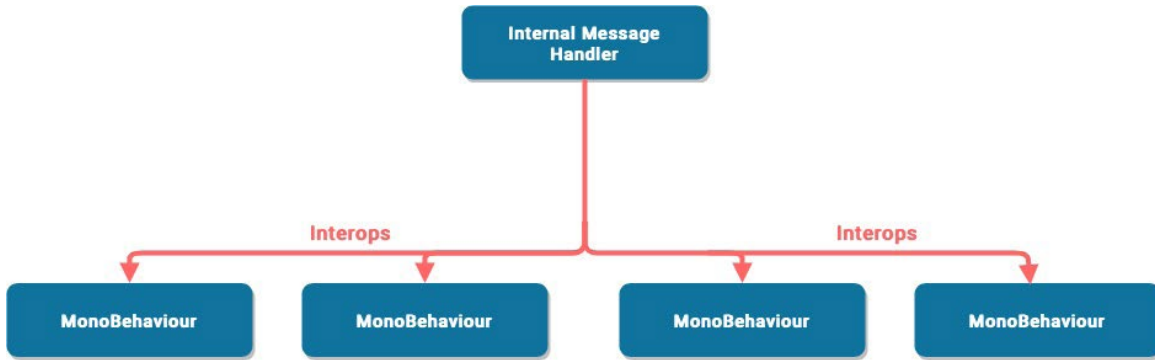 Internal Message
Handler
Interops
Interops
MonoBehaviour
MonoBehaviour
MonoBehaviour
MonoBehaviour